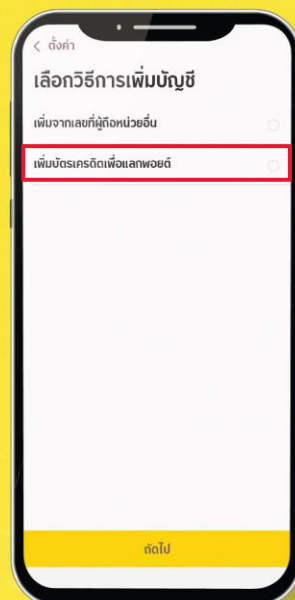 < ตั้งค่า
เลือกวิธีการเพิ่มบัญชี
เพิ่มจากเลขที่ผู้ถือหน่วยอื่น
เพิ่มบัตรเครดิตเพื่อแลกพอยต์
ถัดไป